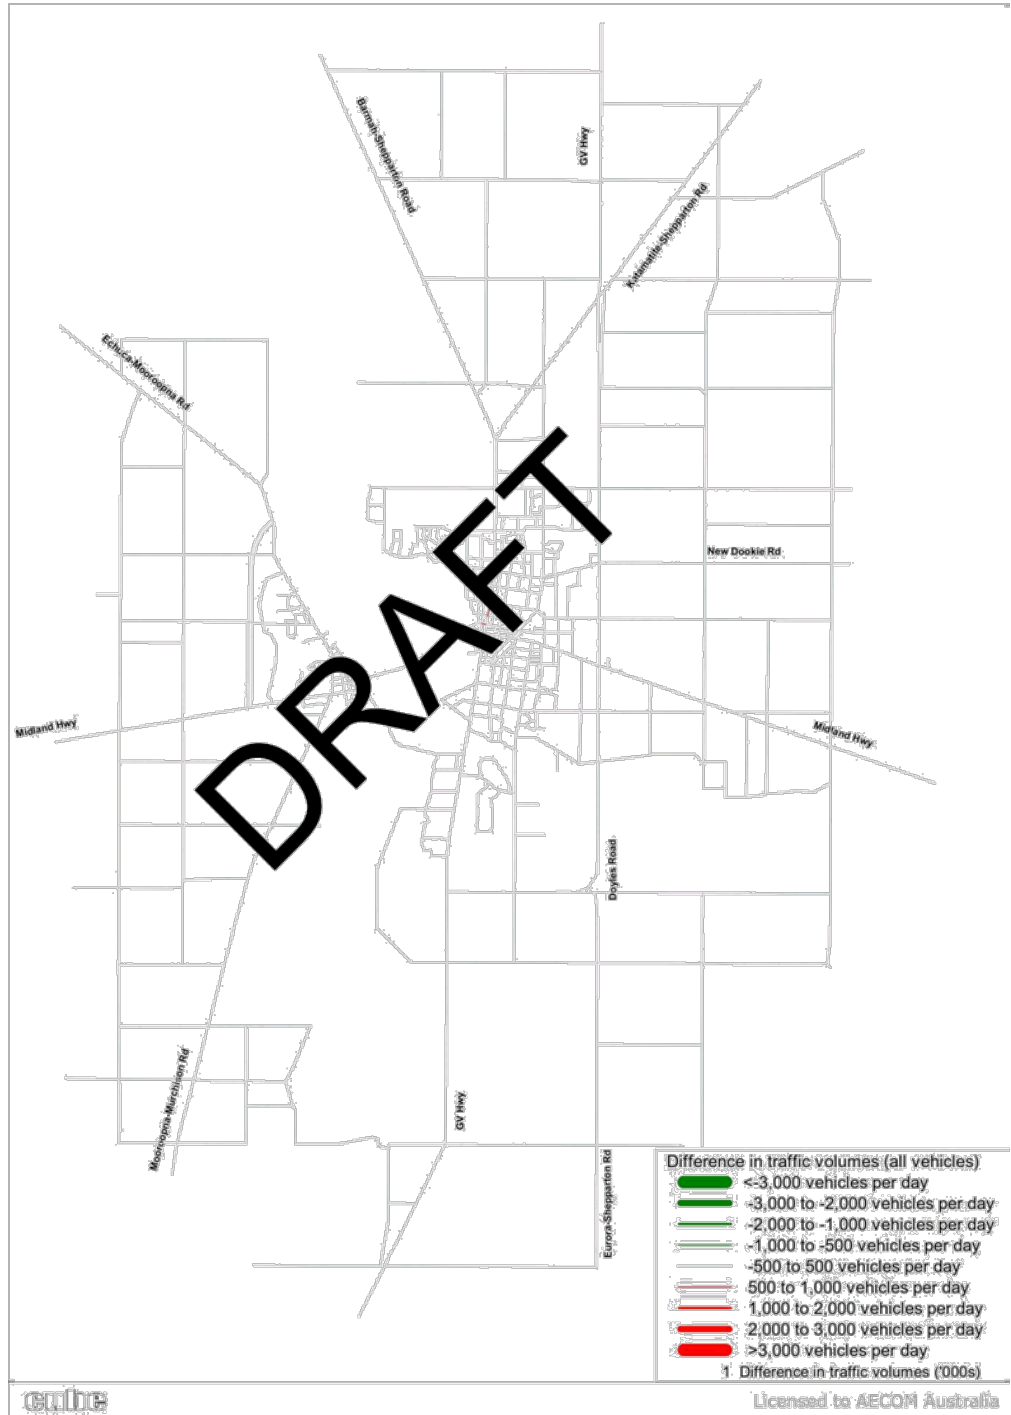 Barmah-Shepparton Road
GV Hwy
Katamatite-Shepparton Rd
Echuca-Mooroopna Rd
New Dookie Rd
DRAFT
Midland Hwy
Midland Hwy
Doyles Road
Mooroopna-Murchison Rd
GV Hwy
Eurora-Shepparton Rd
Difference in traffic volumes (all vehicles)
<-3,000 vehicles per day
-3,000 to -2,000 vehicles per day
-2,000 to -1,000 vehicles per day
-1,000 to -500 vehicles per day
-500 to 500 vehicles per day
500 to 1,000 vehicles per day
1,000 to 2,000 vehicles per day
2,000 to 3,000 vehicles per day
>3,000 vehicles per day
1 Difference in traffic volumes ('000s)
cube
Licensed to AECOM Australia